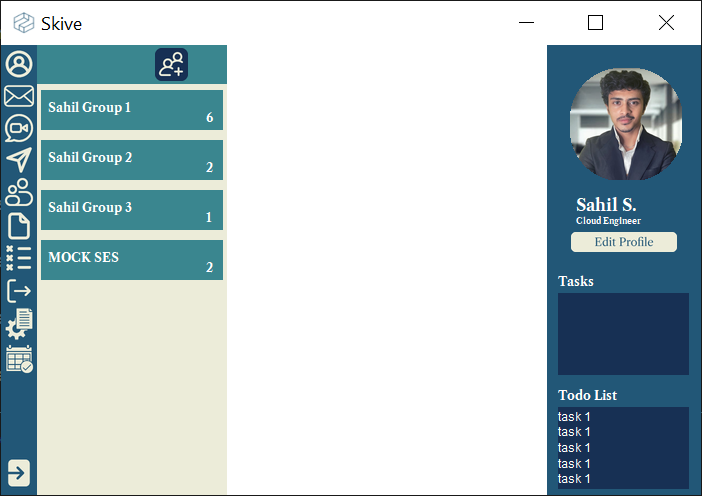 Skive
Sahil Group 1
6
Sahil Group 2
2
Sahil Group 3
1
MOCK SES
2
Sahil S.
Cloud Engineer
Edit Profile
Tasks
Todo List
task 1
task 1
task 1
task 1
task 1